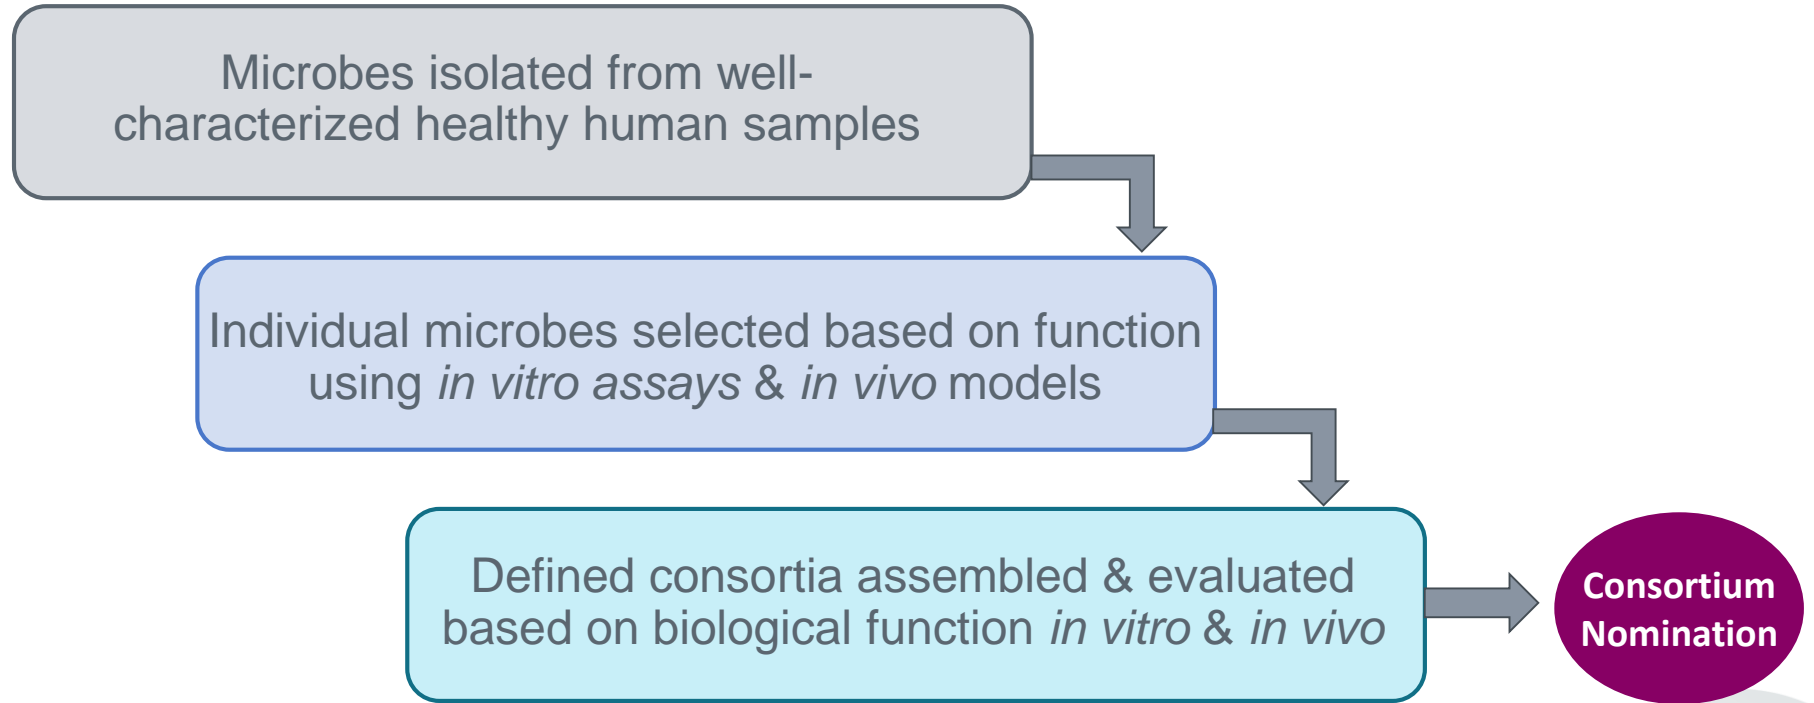 Microbes isolated from well-
characterized healthy human samples
Individual microbes selected based on function
using in vitro assays & in vivo models
Defined consortia assembled & evaluated
based on biological function in vitro & in vivo
Consortium
Nomination